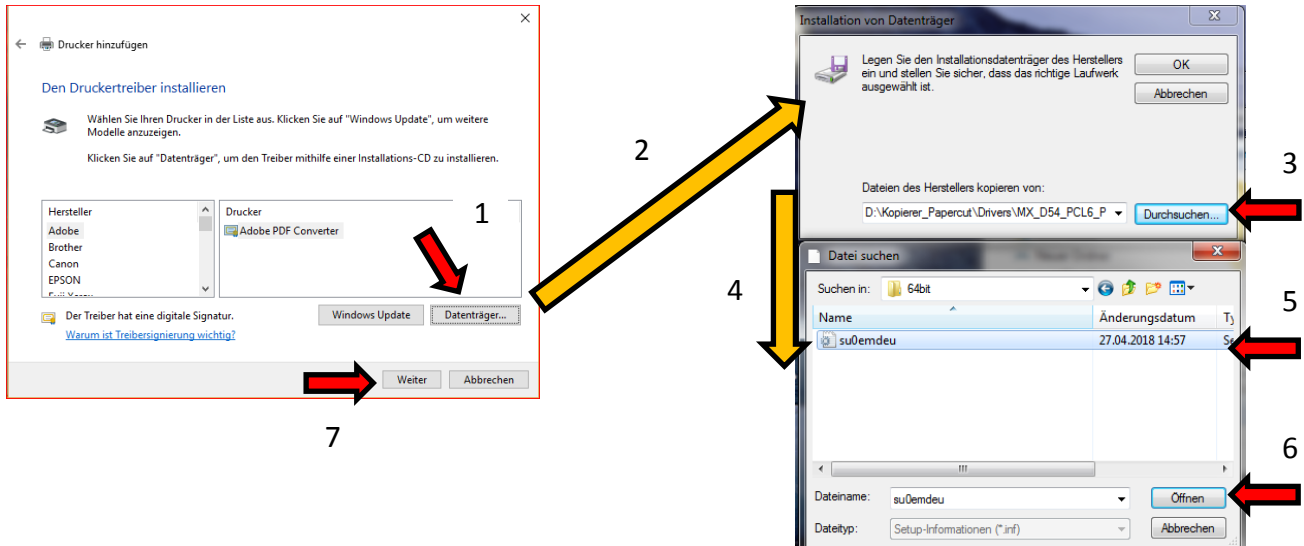 Drucker hinzufügen
Den Druckertreiber installieren
Wählen Sie Ihren Drucker in der Liste aus. Klicken Sie auf "Windows Update", um weitere
Modelle anzuzeigen.
Klicken Sie auf "Datenträger", um den Treiber mithilfe einer Installations-CD zu installieren.
Hersteller
Adobe
Brother
Canon
EPSON
Drucker
Adobe PDF Converter
1
Der Treiber hat eine digitale Signatur.
Warum ist Treibersignierung wichtig?
Windows Update
Datenträger...
Weiter
Abbrechen
7
2
Installation von Datenträger
Legen Sie den Installationsdatenträger des Herstellers
ein und stellen Sie sicher, dass das richtige Laufwerk
ausgewählt ist.
OK
Abbrechen
3
Dateien des Herstellers kopieren von:
D:\Kopierer_Papercut\Drivers\MX_D54_PCL6_P
Durchsuchen...
4
Datei suchen
Suchen in:
64bit
5
Name
Änderungsdatum
su0emdeu
27.04.2018 14:57
6
Dateiname:
su0emdeu
Öffnen
Dateityp:
Setup-Informationen (*.inf)
Abbrechen